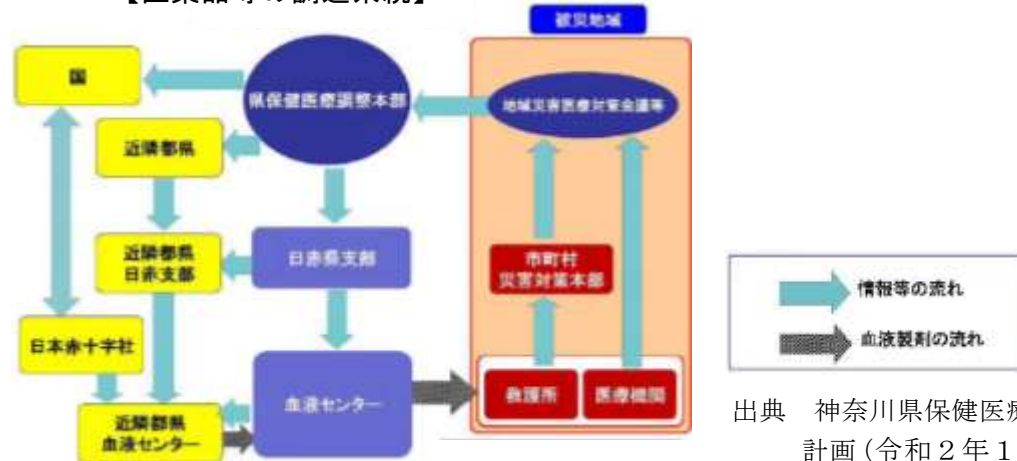 被災地域
国
県保健医療調整本部
地域災害医療対策会議等
近隣都県
近隣都県
日赤支部
日赤県支部
市町村
災害対策本部
日本赤十字社
血液センター
救護所
医療機関
近隣都県
血液センター
情報等の流れ
血液製剤の流れ
出典 神奈川県保健医療
計画(令和2年1